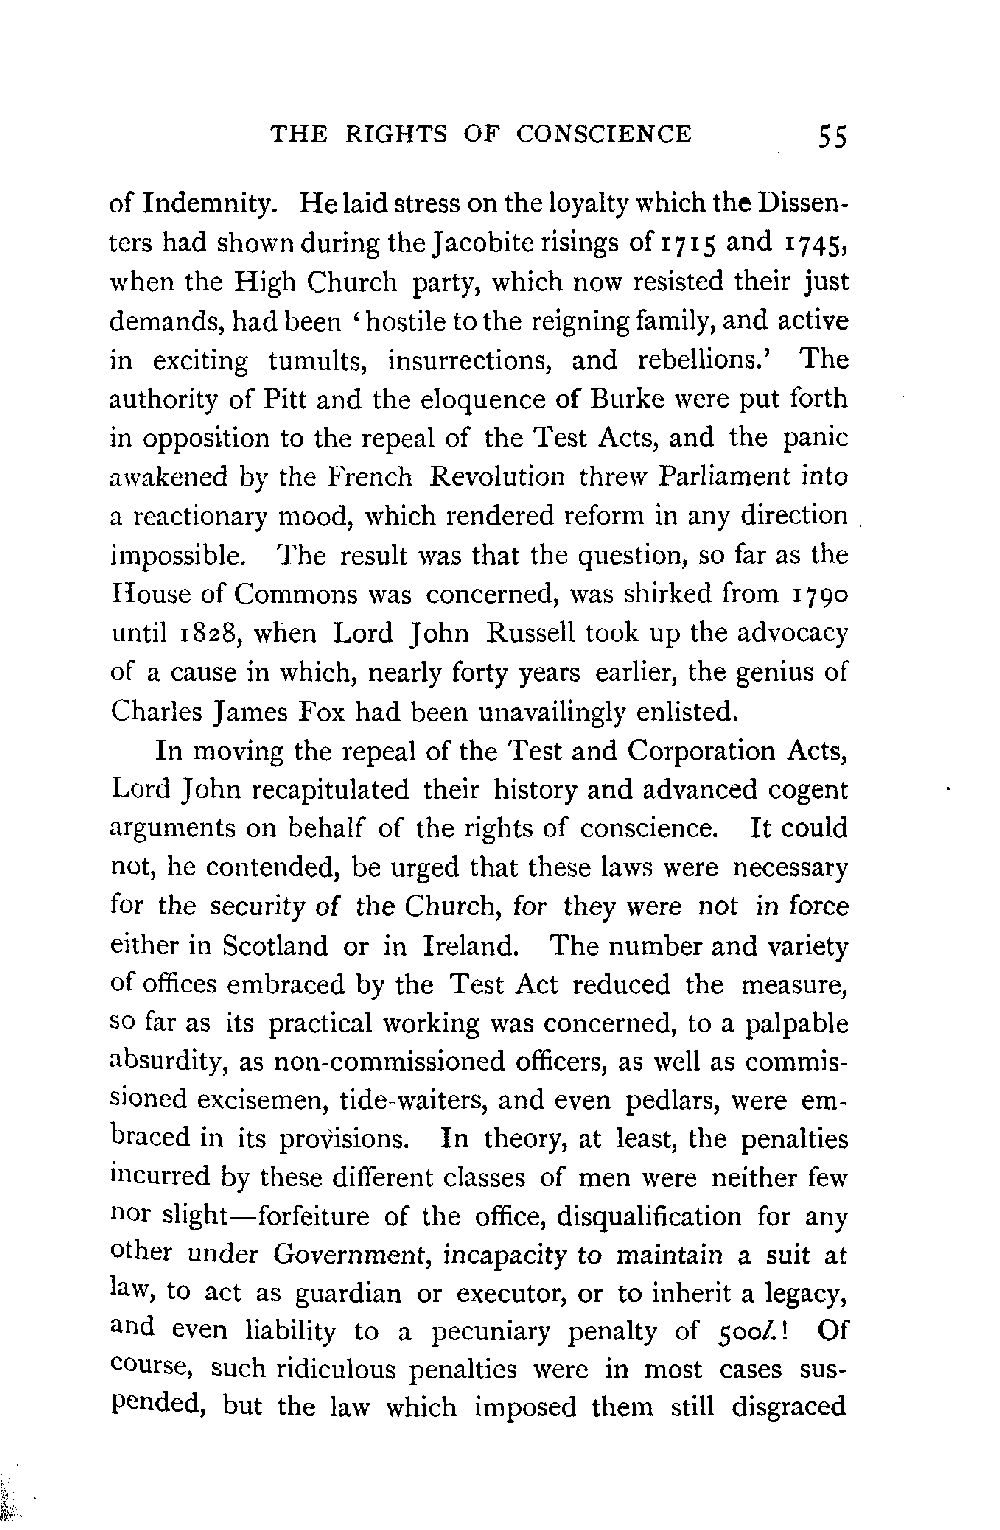 THE RIGHTS OF CONSCIENCE 55
of Indemnity. He laid stress on the loyalty which the Dissen-
ters had shown during the Jacobite risings of 1715 and 1745,
when the High Church party, which now resisted their just
demands, had been ‘hostile to the reigning family, and active
in exciting tumults, insurrections, and rebellions.’ The
authority of Pitt and the eloquence of Burke were put forth
in opposition to the repeal of the Test Acts, and the panic
awakened by the French Revolution threw Parliament into
a reactionary mood, which rendered reform in any direction
impossible. The result was that the question, so far as the
House of Commons was concerned, was shirked from 1790
until 1828, when Lord John Russell took up the advocacy
of a cause in which, nearly forty years earlier, the genius of
Charles James Fox had been unavailingly enlisted.
In moving the repeal of the Test and Corporation Acts,
Lord John recapitulated their history and advanced cogent
arguments on behalf of the rights of conscience. It could
not, he contended, be urged that these laws were necessary
for the security of the Church, for they were not in force
either in Scotland or in Ireland. The number and variety
of offices embraced by the Test Act reduced the measure,
so far as its practical working was concerned, to a palpable
absurdity, as non-commissioned officers, as well as commis-
sioned excisemen, tide-waiters, and even pedlars, were em-
braced in its provisions. In theory, at least, the penalties
incurred by these different classes of men were neither few
nor slight—forfeiture of the office, disqualification for any
other under Government, incapacity to maintain a suit at
law, to act as guardian or executor, or to inherit a legacy,
and even liability to a pecuniary penalty of 500l.! Of
course, such ridiculous penalties were in most cases sus-
pended, but the law which imposed them still disgraced